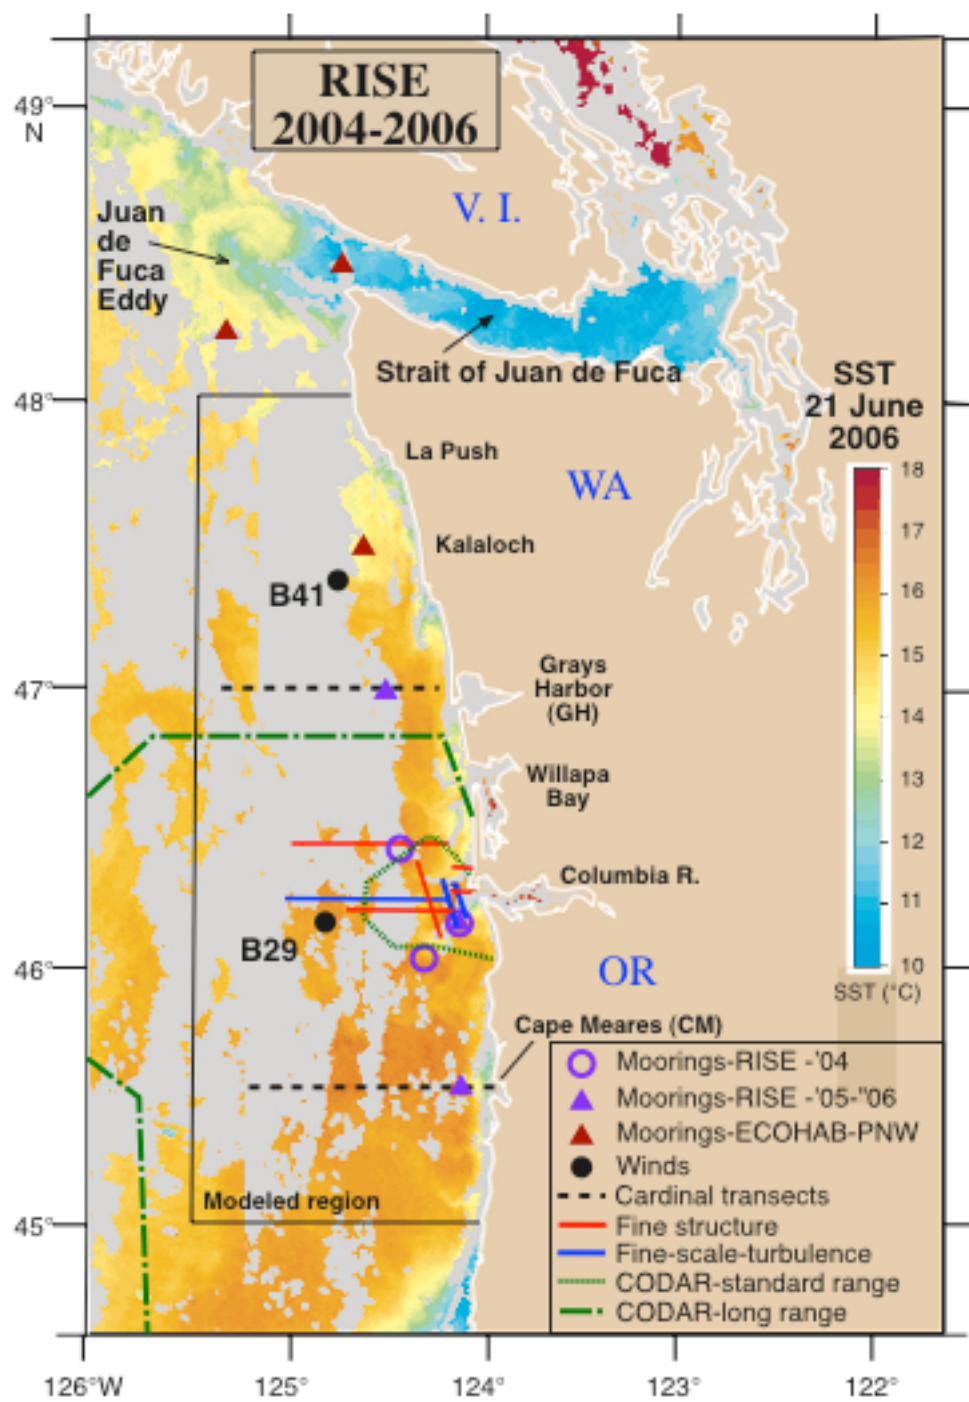 RISE
2004-2006
49°
N
V. I.
Juan
de
Fuca
Eddy
Strait of Juan de Fuca
SST
21 June
2006
48°
La Push
WA
18
17
Kalaloch
B41
16
15
Grays
Harbor
(GH)
47°
14
13
Willapa
Bay
12
Columbia R.
11
B29
46°
OR
10
SST (°C)
Cape Meares (CM)
Moorings-RISE -'04
Moorings-RISE -'05-"06
Moorings-ECOHAB-PNW
Winds
Cardinal transects
Modeled region
45°
Fine structure
Fine-scale-turbulence
CODAR-standard range
CODAR-long range
126°W
125°
124°
123°
122°